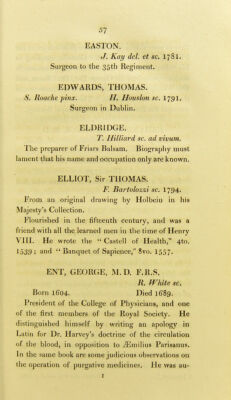 57
EASTON.
J. Kay del. et sc. 1781.
Surgeon to the 35th Regiment.
EDWARDS, THOMAS.
S. Roache pinx. H. Houston sc. 1791.
Surgeon in Dublin.
ELDRIDGE.
T. Hilliard sc. ad vivum.
The preparer of Friars Balsam. Biography must
lament that his name and occupation only are known.
ELLIOT, Sir THOMAS.
F. Bartolozzi sc. 1794.
From an original drawing by Holbein in his
Majesty's Collection.
Flourished in the fifteenth century, and was a
friend with all the learned men in the time of Henry
VIII. He wrote the "Castell of Health," 4to.
1539; and "Banquet of Sapience," 8vo. 1557.
ENT, GEORGE, M.D. F.R.S.
R. White sc.
Born 1604. Died 1689.
President of the College of Physicians, and one
of the first members of the Royal Society. He
distinguished himself by writing an apology in
Latin for Dr. Harvey's doctrine of the circulation
of the blood, in opposition to Æmilius Parisanus.
In the same book are some judicious observations on
the operation of purgative medicines. He was au-
I